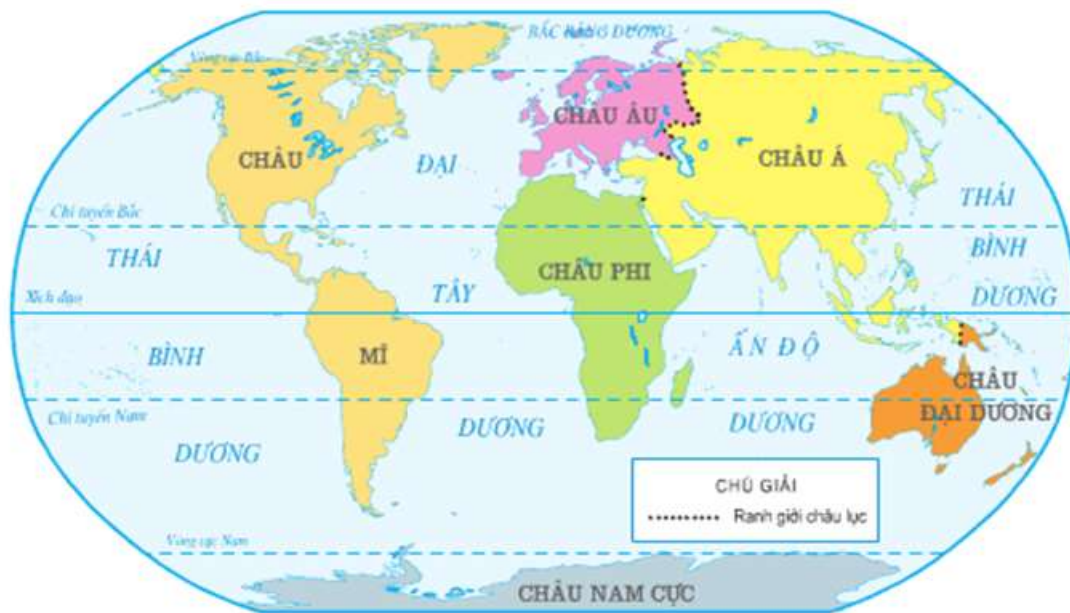 BẮC BĂNG DƯƠNG
Vòng cực Bắc
CHÂU ÂU
CHÂU
ĐẠI
CHÂU Á
THÁI
Chí tuyến Bắc
THÁI
BÌNH
CHÂU PHI
TÂY
DƯƠNG
Xích đạo
BÌNH
MĨ
ẤN ĐỘ
CHÂU
ĐẠI DƯƠNG
Chí tuyến Nam
DƯƠNG
DƯƠNG
DƯƠNG
CHÚ GIẢI
Ranh giới châu lục
Vòng cực Nam
CHÂU NAM CỰC